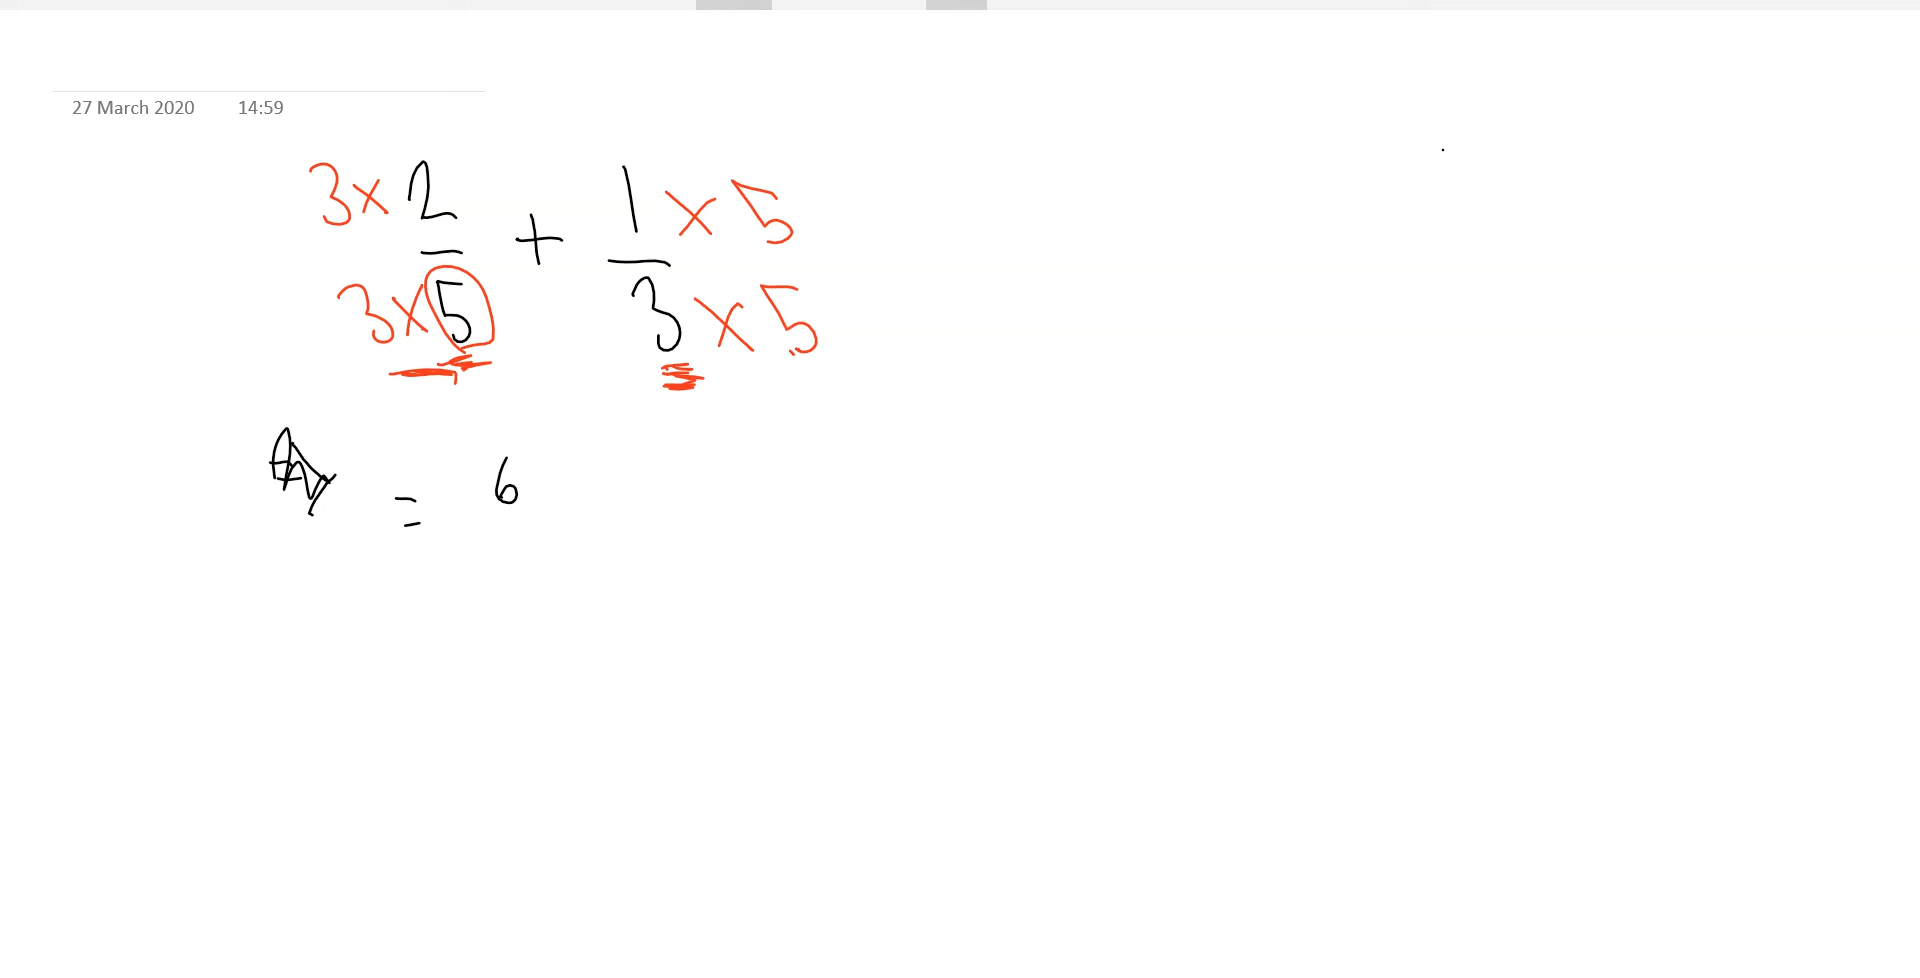 27 March 2020 14:59
3x 2 + 1 x 5
3x 5 3 x 5
= 6